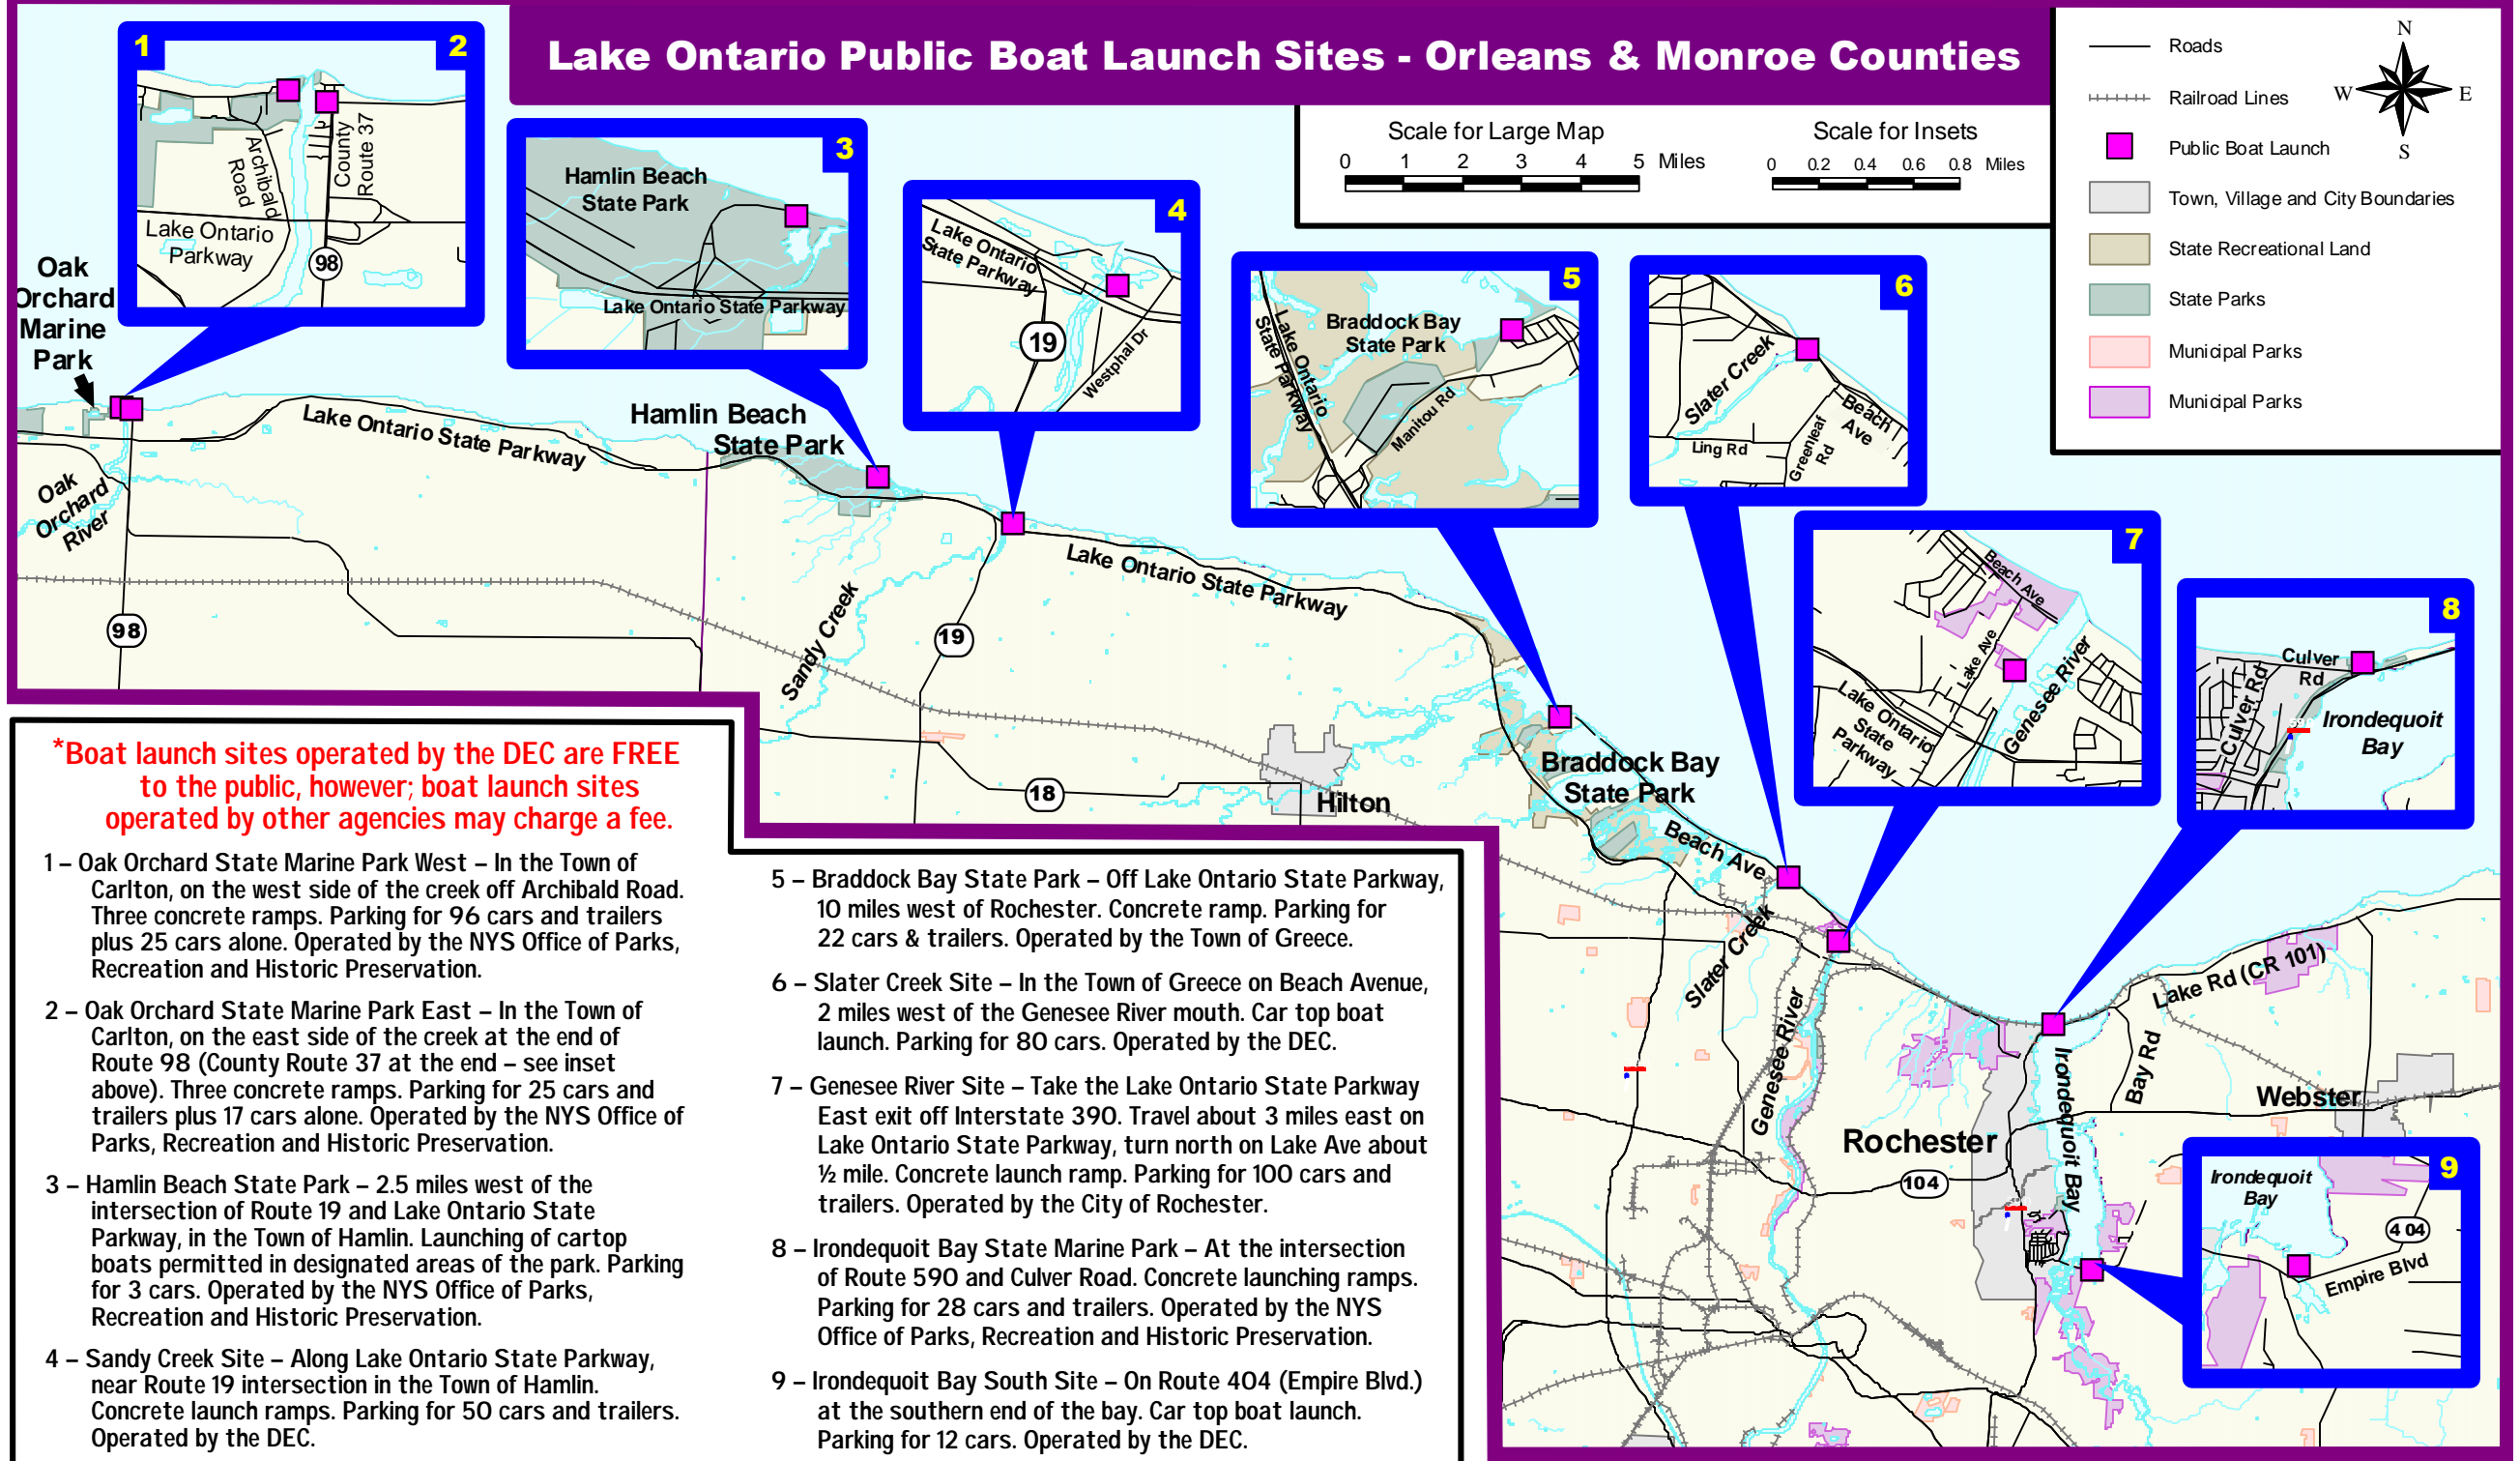 Lake Ontario Public Boat Launch Sites - Orleans & Monroe Counties
Roads
Railroad Lines
Public Boat Launch
Town, Village and City Boundaries
State Recreational Land
State Parks
Municipal Parks
Municipal Parks
N
W
E
S
Scale for Large Map
0 1 2 3 4 5 Miles
Scale for Insets
0 0.2 0.4 0.6 0.8 Miles
1
2
Archibald
Road
County
Route 37
Lake Ontario
Parkway
98
3
Hamlin Beach
State Park
Lake Ontario State Parkway
4
Lake Ontario
State Parkway
19
Westphal Dr
5
Braddock Bay
State Park
Lake Ontario
State Parkway
Manitou Rd
6
Slater Creek
Ling Rd
Greenleaf
Rd
Beach
Ave
7
Beach Ave
Lake Ave
Genesee River
Lake Ontario
State
Parkway
8
Culver
Rd
Culver Rd
Irondequoit
Bay
9
Irondequoit
Bay
4 04
Empire Blvd
Oak
Orchard
Marine
Park
Oak
Orchard
River
98
Lake Ontario State Parkway
Hamlin Beach
State Park
Sandy Creek
19
Lake Ontario State Parkway
18
Hilton
Braddock Bay
State Park
Beach Ave
Slater Creek
Genesee River
Rochester
104
Irondequoit Bay
Bay Rd
Lake Rd (CR 101)
Webster
*Boat launch sites operated by the DEC are FREE
to the public, however; boat launch sites
operated by other agencies may charge a fee.
1 – Oak Orchard State Marine Park West – In the Town of
Carlton, on the west side of the creek off Archibald Road.
Three concrete ramps. Parking for 96 cars and trailers
plus 25 cars alone. Operated by the NYS Office of Parks,
Recreation and Historic Preservation.
2 – Oak Orchard State Marine Park East – In the Town of
Carlton, on the east side of the creek at the end of
Route 98 (County Route 37 at the end – see inset
above). Three concrete ramps. Parking for 25 cars and
trailers plus 17 cars alone. Operated by the NYS Office of
Parks, Recreation and Historic Preservation.
3 – Hamlin Beach State Park – 2.5 miles west of the
intersection of Route 19 and Lake Ontario State
Parkway, in the Town of Hamlin. Launching of cartop
boats permitted in designated areas of the park. Parking
for 3 cars. Operated by the NYS Office of Parks,
Recreation and Historic Preservation.
4 – Sandy Creek Site – Along Lake Ontario State Parkway,
near Route 19 intersection in the Town of Hamlin.
Concrete launch ramps. Parking for 50 cars and trailers.
Operated by the DEC.
5 – Braddock Bay State Park – Off Lake Ontario State Parkway,
10 miles west of Rochester. Concrete ramp. Parking for
22 cars & trailers. Operated by the Town of Greece.
6 – Slater Creek Site – In the Town of Greece on Beach Avenue,
2 miles west of the Genesee River mouth. Car top boat
launch. Parking for 80 cars. Operated by the DEC.
7 – Genesee River Site – Take the Lake Ontario State Parkway
East exit off Interstate 390. Travel about 3 miles east on
Lake Ontario State Parkway, turn north on Lake Ave about
½ mile. Concrete launch ramp. Parking for 100 cars and
trailers. Operated by the City of Rochester.
8 – Irondequoit Bay State Marine Park – At the intersection
of Route 590 and Culver Road. Concrete launching ramps.
Parking for 28 cars and trailers. Operated by the NYS
Office of Parks, Recreation and Historic Preservation.
9 – Irondequoit Bay South Site – On Route 404 (Empire Blvd.)
at the southern end of the bay. Car top boat launch.
Parking for 12 cars. Operated by the DEC.